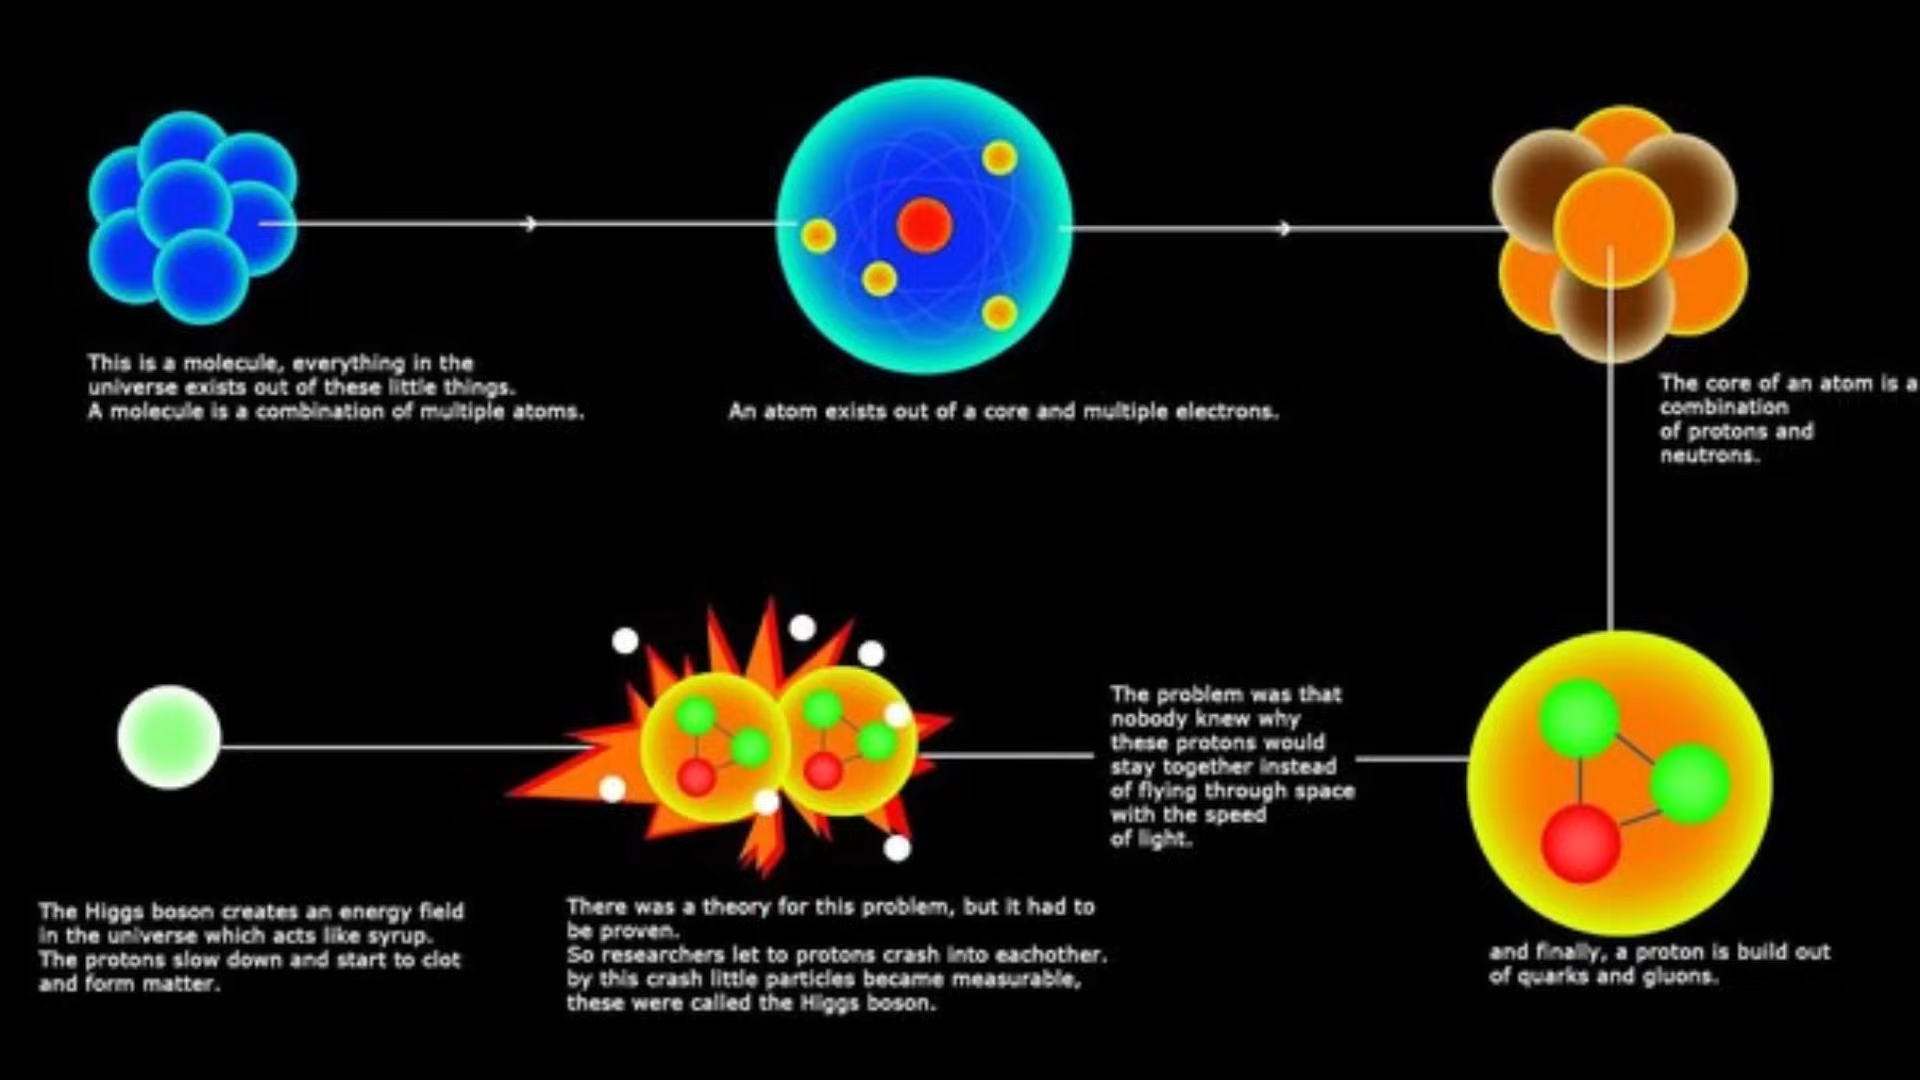 This is a molecule, everything in the
universe exists out of these little things.
A molecule is a combination of multiple atoms.
An atom exists out of a core and multiple electrons.
The core of an atom is a
combination
of protons and
neutrons.
and finally, a proton is build out
of quarks and gluons.
The problem was that
nobody knew why
these protons would
stay together instead
of flying through space
with the speed
of light.
There was a theory for this problem, but it had to
be proven.
So researchers let to protons crash into eachother.
by this crash little particles became measurable,
these were called the Higgs boson.
The Higgs boson creates an energy field
in the universe which acts like syrup.
The protons slow down and start to clot
and form matter.